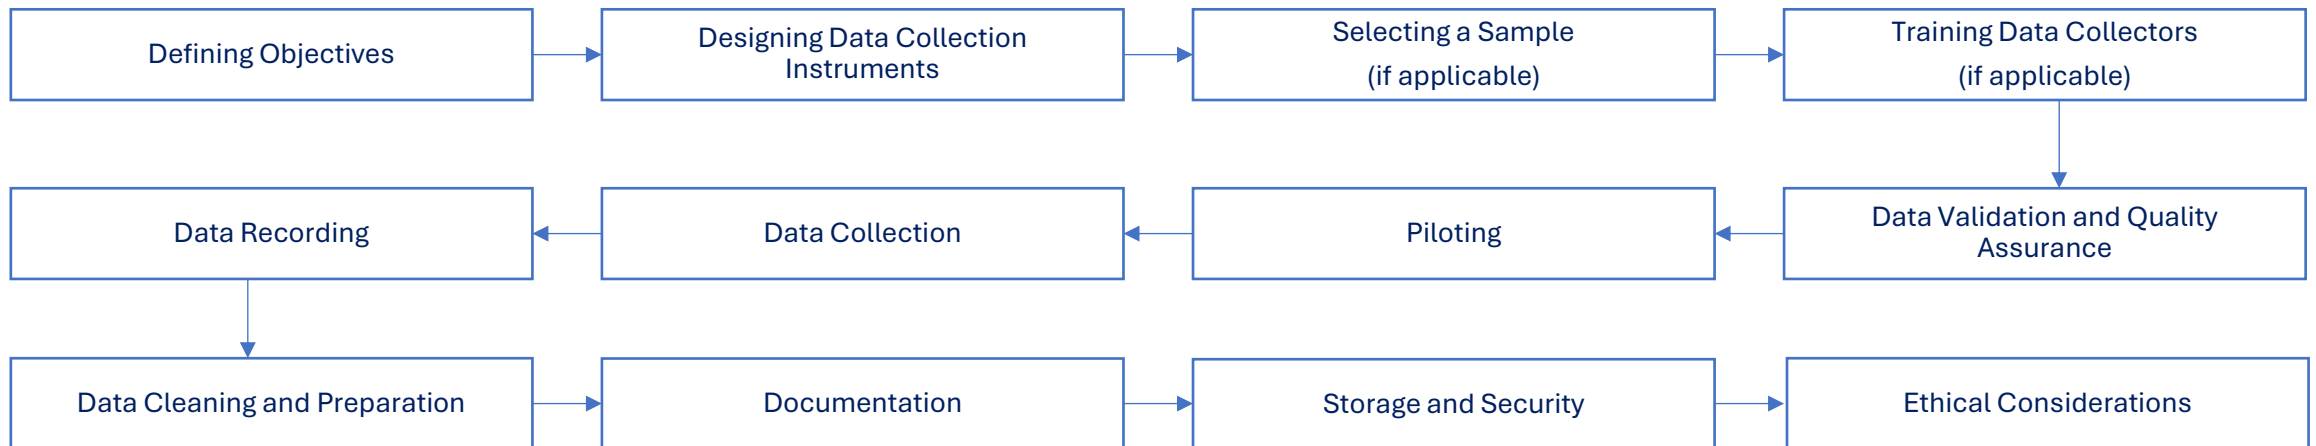 Defining Objectives
Designing Data Collection
Instruments
Selecting a Sample
(if applicable)
Training Data Collectors
(if applicable)
Data Validation and Quality
Assurance
Piloting
Data Collection
Data Recording
Data Cleaning and Preparation
Documentation
Storage and Security
Ethical Considerations